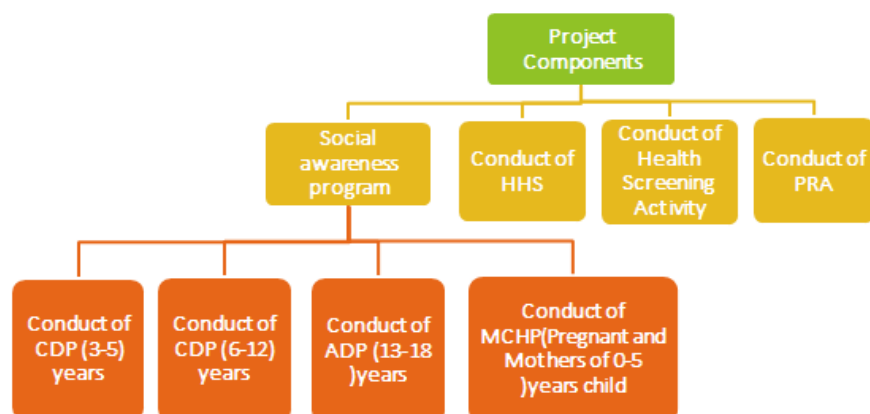 Project
Components
Social
awareness
program
Conduct of
HHS
Conduct of
Health
Screening
Activity
Conduct of
PRA
Conduct of
CDP (3-5)
years
Conduct of
CDP (6-12)
years
Conduct of
ADP (13-18
)years
Conduct of
MCHP(Pregnant and
Mothers of 0-5
)years child